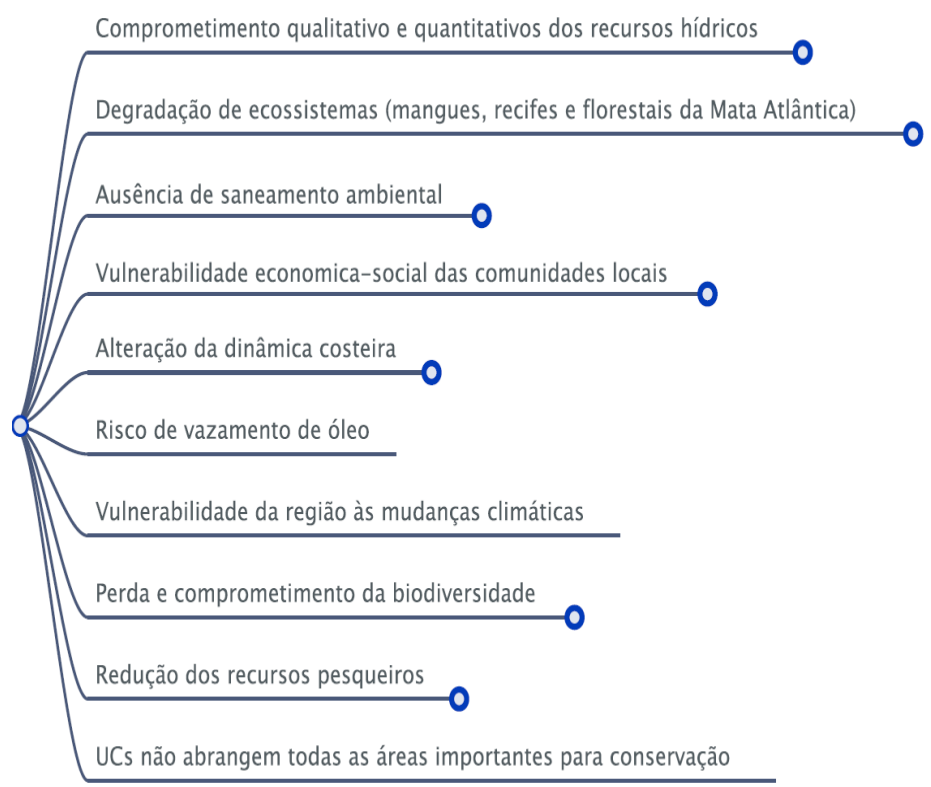 Comprometimento qualitativo e quantitativos dos recursos hídricos
Degradação de ecossistemas (mangues, recifes e florestais da Mata Atlântica)
Ausência de saneamento ambiental
Vulnerabilidade economica-social das comunidades locais
Alteração da dinâmica costeira
Risco de vazamento de óleo
Vulnerabilidade da região às mudanças climáticas
Perda e comprometimento da biodiversidade
Redução dos recursos pesqueiros
UCs não abrangem todas as áreas importantes para conservação